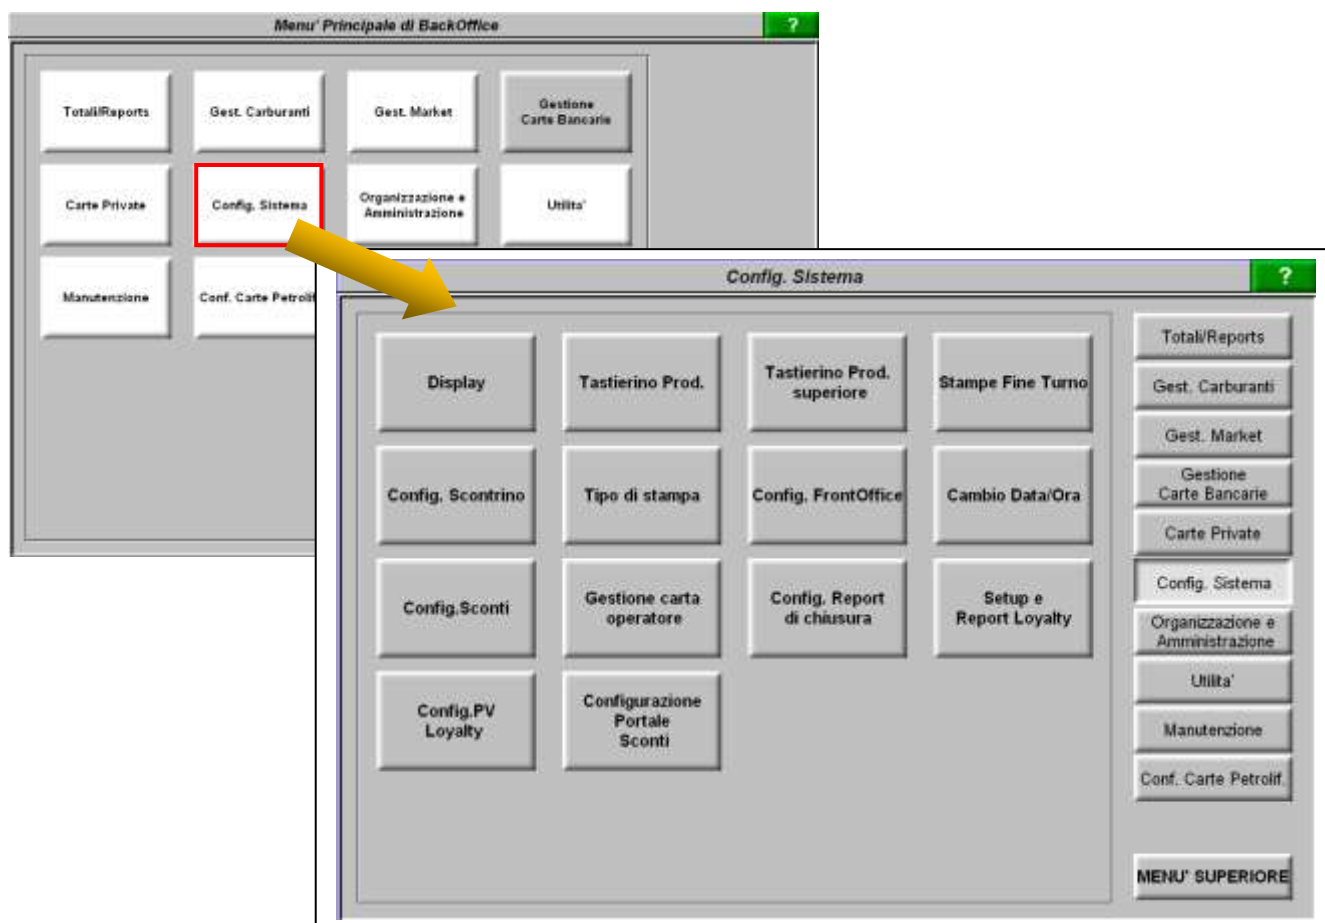 Menu' Principale di BackOffice
?
Totali/Reports
Gest. Carburanti
Gest. Market
Gestione
Carte Bancarie
Carte Private
Config. Sistema
Organizzazione e
Amministrazione
Utilita'
Manutenzione
Conf. Carte Petrolif
Config. Sistema
?
Display
Tastierino Prod.
Tastierino Prod.
superiore
Stampe Fine Turno
Config. Scontrino
Tipo di stampa
Config. FrontOffice
Cambio Data/Ora
Config.Sconti
Gestione carta
operatore
Config. Report
di chiusura
Setup e
Report Loyalty
Config.PV
Loyalty
Configurazione
Portale
Sconti
Totali/Reports
Gest. Carburanti
Gest. Market
Gestione
Carte Bancarie
Carte Private
Config. Sistema
Organizzazione e
Amministrazione
Utilita'
Manutenzione
Conf. Carte Petrolif.
MENU' SUPERIORE